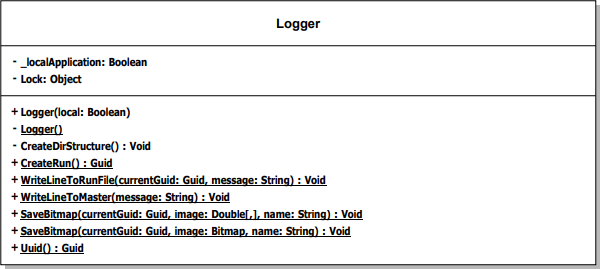 Logger
- _localApplication: Boolean
- Lock: Object
+ Logger(local: Boolean)
- Logger()
- CreateDirStructure() : Void
+ CreateRun() : Guid
+ WriteLineToRunFile(currentGuid: Guid, message: String) : Void
+ WriteLineToMaster(message: String) : Void
+ SaveBitmap(currentGuid: Guid, image: Double[,], name: String) : Void
+ SaveBitmap(currentGuid: Guid, image: Bitmap, name: String) : Void
+ Uuid() : Guid